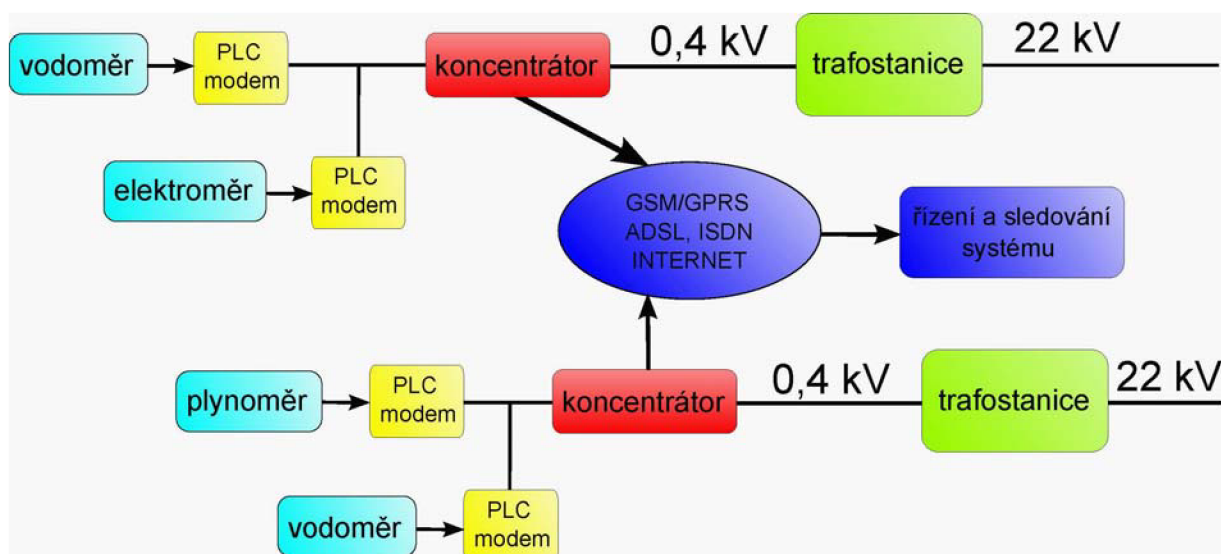 vodoměr
PLC
modem
koncentrátor
0,4 kV
trafostanice
22 kV
elektroměr
PLC
modem
GSM/GPRS
ADSL, ISDN
INTERNET
řízení a sledování
systému
plynoměr
PLC
modem
koncentrátor
0,4 kV
trafostanice
22 kV
vodoměr
PLC
modem